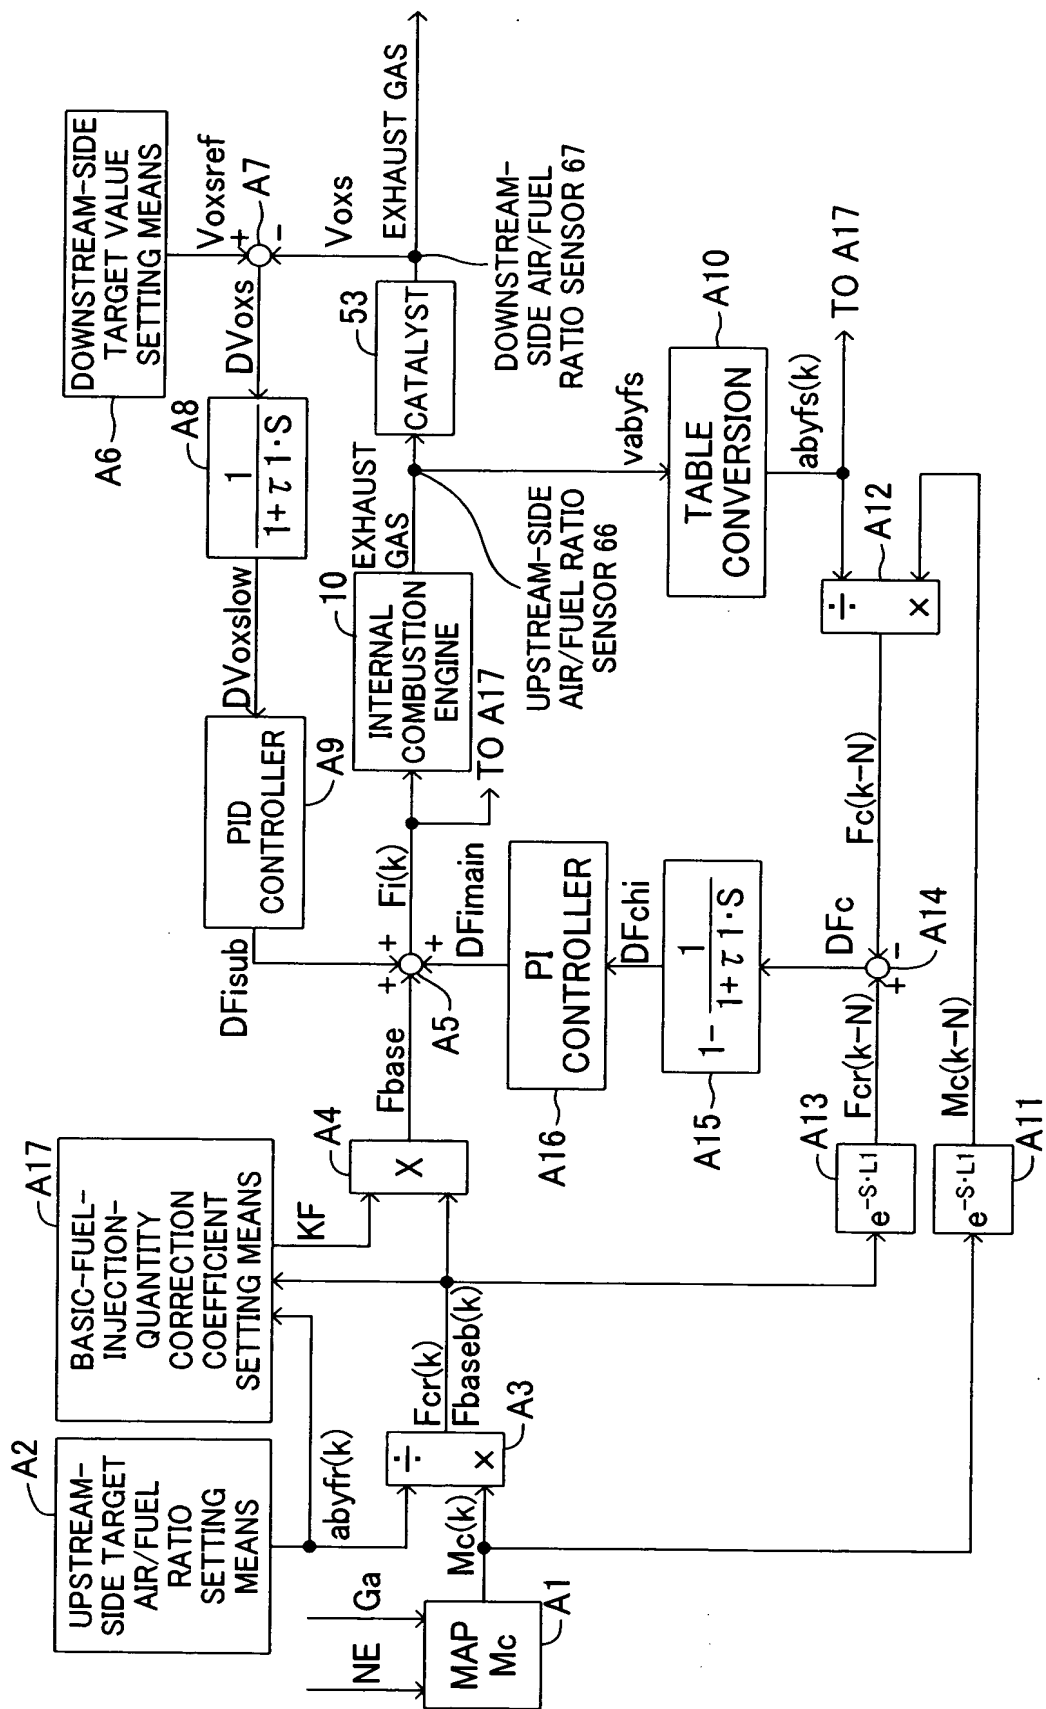 A2
UPSTREAM-
SIDE TARGET
AIR/FUEL
RATIO
SETTING
MEANS
A17
BASIC-FUEL-
INJECTION-
QUANTITY
CORRECTION
COEFFICIENT
SETTING MEANS
DOWNSTREAM-SIDE
TARGET VALUE
SETTING MEANS
A6
Voxsref
+
A7
−
DVoxs
Voxs
A8
1
1+τ1·S
DVoxslow
PID
CONTROLLER
A9
DFisub
NE
Ga
MAP
Mc
A1
Mc(k)
abyfr(k)
÷
×
A3
Fcr(k)
Fbaseb(k)
KF
A4
X
Fbase
+
+
+
A5
Fi(k)
TO A17
10
INTERNAL
COMBUSTION
ENGINE
EXHAUST
GAS
53
CATALYST
EXHAUST GAS
DOWNSTREAM-
SIDE AIR/FUEL
RATIO SENSOR 67
UPSTREAM-SIDE
AIR/FUEL RATIO
SENSOR 66
vabyfs
TABLE
CONVERSION
A10
abyfs(k)
TO A17
DFimain
PI
CONTROLLER
A16
DFchi
1−
1
1+τ1·S
A15
DFc
A14
+
−
A12
÷
×
Fc(k−N)
A13
e−S·L1
Fcr(k−N)
Mc(k−N)
e−S·L1
A11